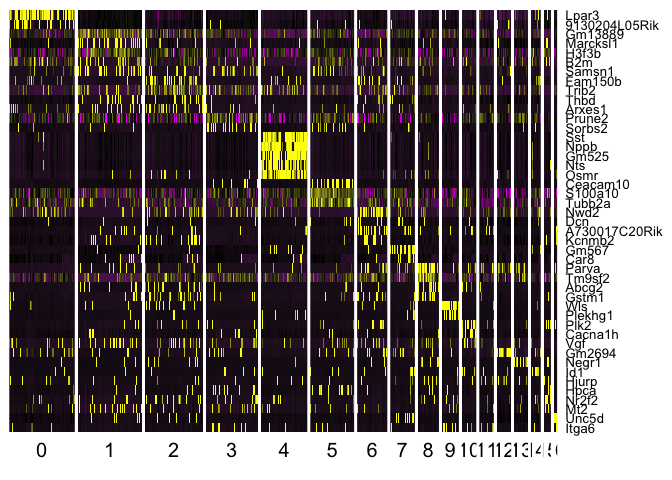 Lpar3
9130204L05Rik
Gm13889
Marcksl1
H3f3b
B2m
Samsn1
Fam150b
Trib2
Thbd
Arxes1
Prune2
Sorbs2
Sst
Nppb
Gm525
Nts
Osmr
Ceacam10
S100a10
Tubb2a
Nwd2
Dcn
A730017C20Rik
Kcnmb2
Gm567
Car8
Parva
Tm9sf2
Abcg2
Gstm1
Wls
Plekhg1
Plk2
Cacna1h
Vgf
Gm2694
Negr1
Id1
Hjurp
Hpca
Nr2f2
Mt2
Unc5d
Itga6
0 1 2 3 4 5 6 7 8 9 10 11 12 13